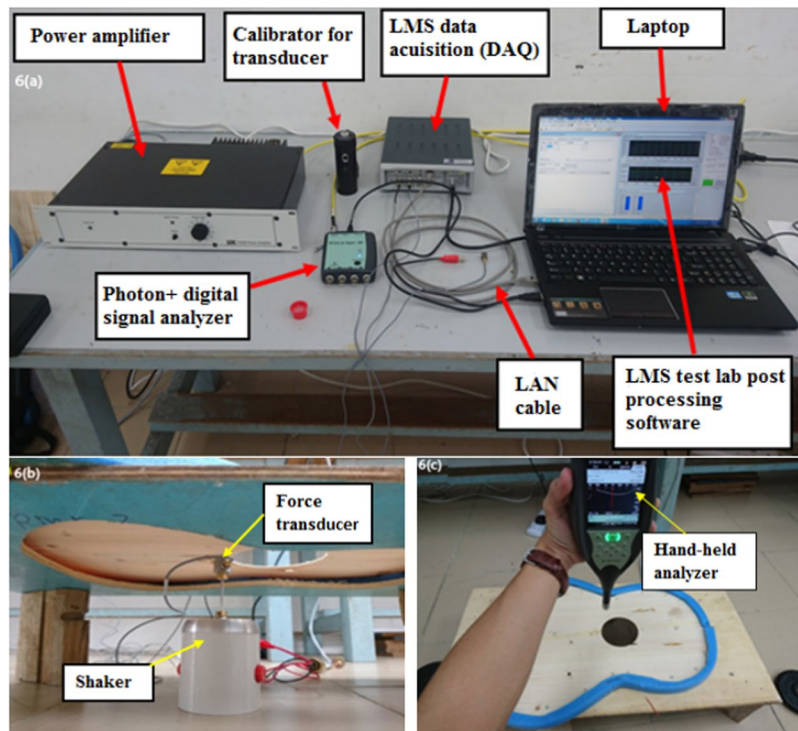 Power amplifier
Calibrator for
transducer
LMS data
acuisition (DAQ)
Laptop
6(a)
Photon+ digital
signal analyzer
LAN
cable
LMS test lab post
processing
software
6(b)
Force
transducer
Shaker
6(c)
Hand-held
analyzer